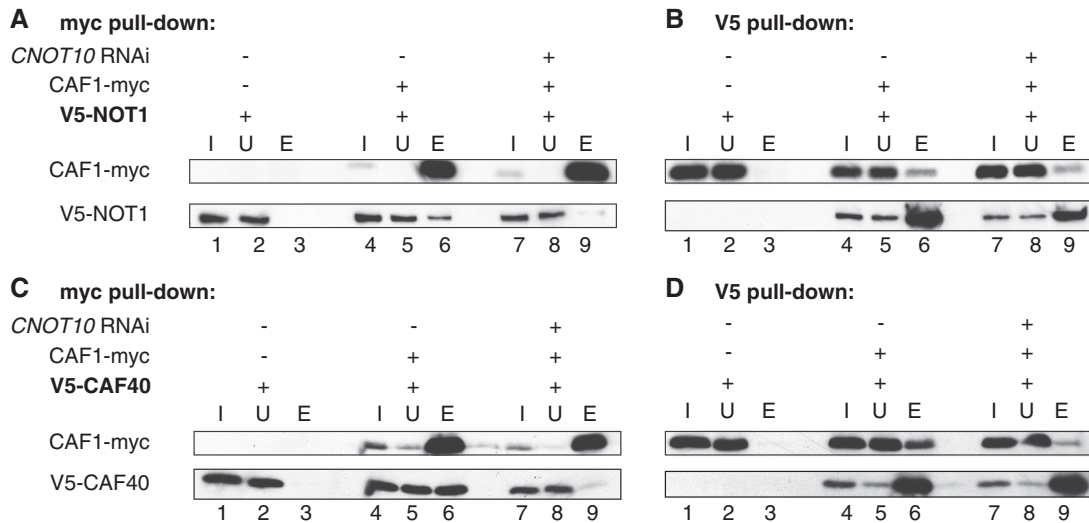 A myc pull-down:
CNOT10 RNAi - - +
CAF1-myc - + +
V5-NOT1 + + +
I U E I U E I U E
CAF1-myc
V5-NOT1
1 2 3 4 5 6 7 8 9
B V5 pull-down:
- - +
- + +
+ + +
I U E I U E I U E
1 2 3 4 5 6 7 8 9
C myc pull-down:
CNOT10 RNAi - - +
CAF1-myc - + +
V5-CAF40 + + +
I U E I U E I U E
CAF1-myc
V5-CAF40
1 2 3 4 5 6 7 8 9
D V5 pull-down:
- - +
- + +
+ + +
I U E I U E I U E
1 2 3 4 5 6 7 8 9